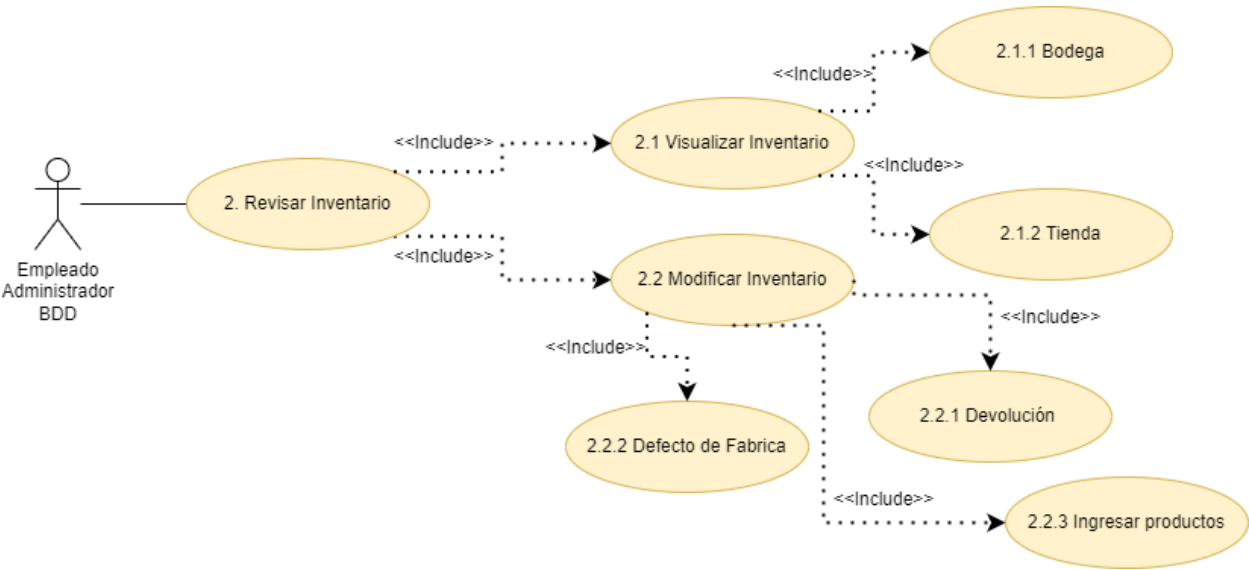 2.1.1 Bodega
<<Include>>
<<Include>>
2.1 Visualizar Inventario
<<Include>>
2. Revisar Inventario
2.1.2 Tienda
<<Include>>
Empleado
Administrador
BDD
2.2 Modificar Inventario
<<Include>>
<<Include>>
2.2.1 Devolución
2.2.2 Defecto de Fabrica
<<Include>>
2.2.3 Ingresar productos